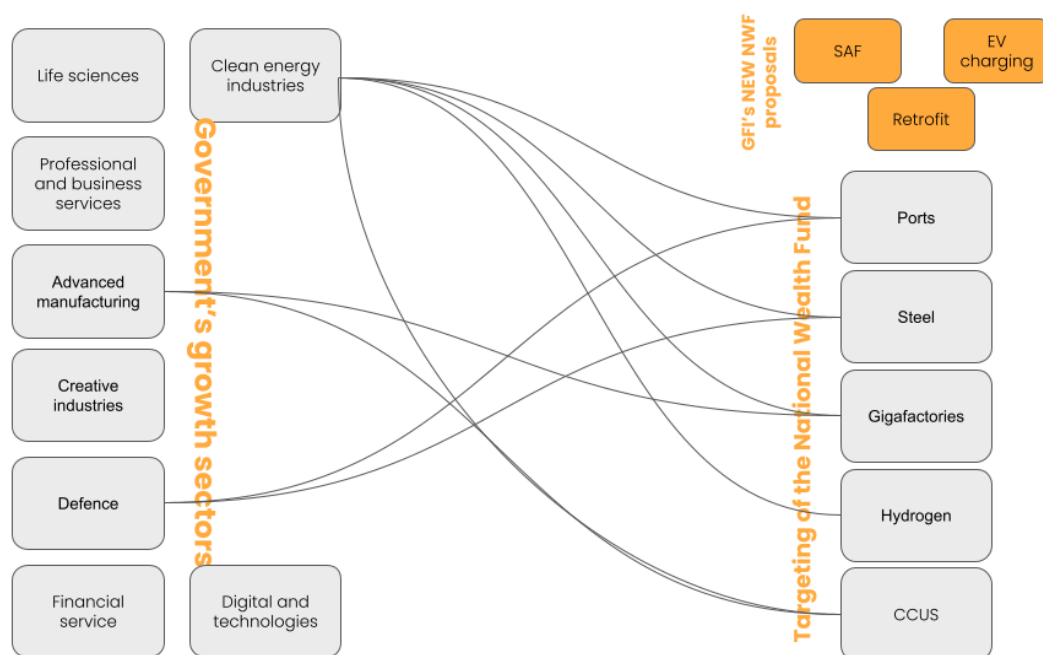 Life sciences
Clean energy
industries
Professional
and business
services
Advanced
manufacturing
Creative
industries
Defence
Financial
service
Digital and
technologies
Government's growth sectors
GFI's NEW NWF
proposals
SAF
EV
charging
Retrofit
Targeting of the National Wealth Fund
Ports
Steel
Gigafactories
Hydrogen
CCUS